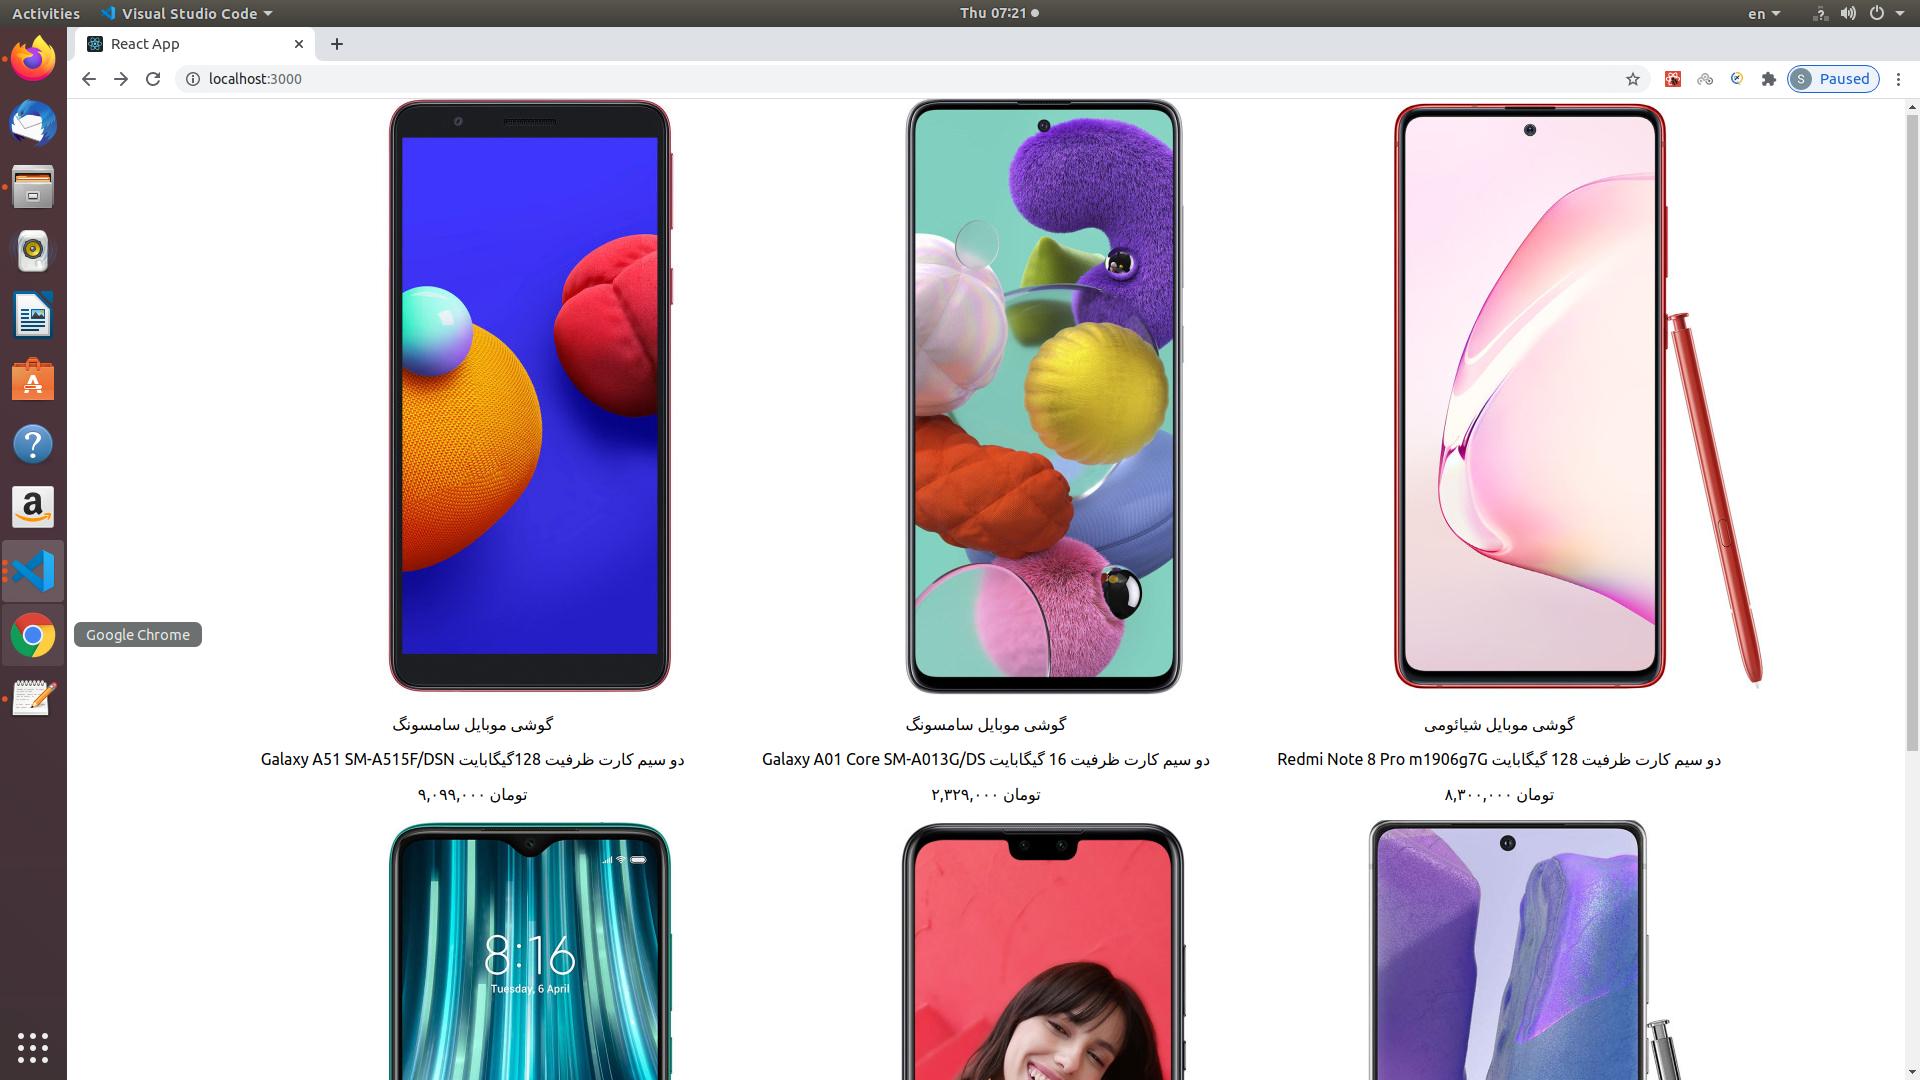 Activities
Visual Studio Code
Thu 07:21
en
React App
localhost:3000
S
Paused
Google Chrome
گوشی موبایل سامسونگ
گوشی موبایل سامسونگ
گوشی موبایل شیائومی
Galaxy A51 SM-A515F/DSN دو سیم کارت ظرفیت 128گیگابایت
Galaxy A01 Core SM-A013G/DS دو سیم کارت ظرفیت 16 گیگابایت
Redmi Note 8 Pro m1906g7G دو سیم کارت ظرفیت 128 گیگابایت
۹,۰۹۹,۰۰۰ تومان
۲,۳۲۹,۰۰۰ تومان
۸,۳۰۰,۰۰۰ تومان
8:16
Tuesday, 6 April